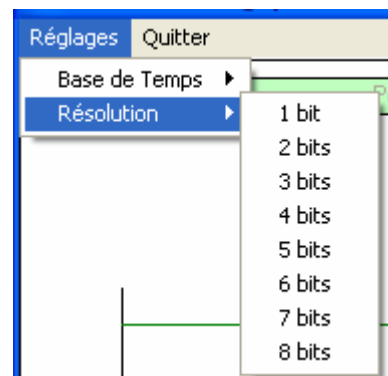 Réglages Quitter
Base de Temps
Résolution
1 bit
2 bits
3 bits
4 bits
5 bits
6 bits
7 bits
8 bits